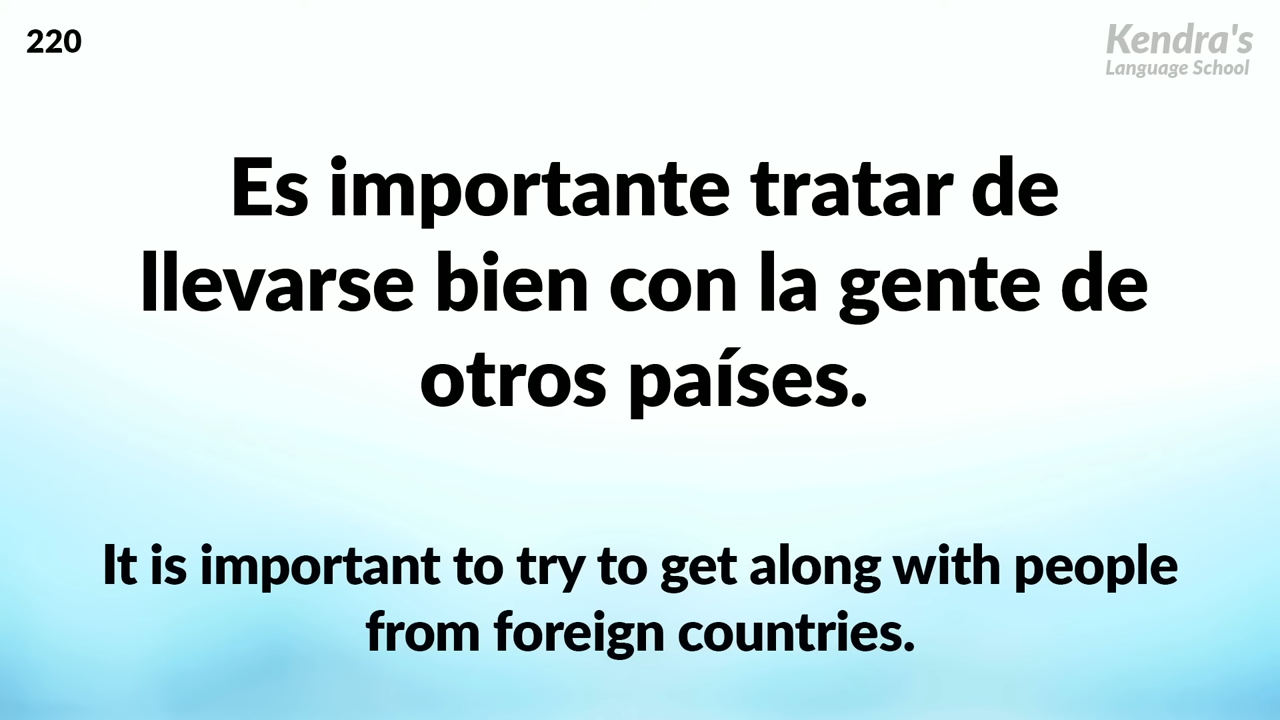 220
Kendra's
Language School
Es importante tratar de
llevarse bien con la gente de
otros países.
It is important to try to get along with people
from foreign countries.